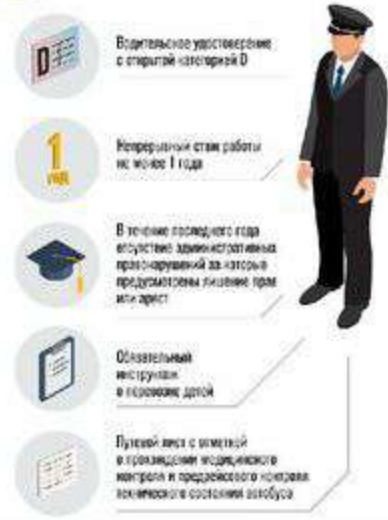 D
Водительское удостоверение
с открытой категорией D
1
год
Непрерывный стаж работы
не менее 1 года
В течение последнего года
отсутствие административных
правонарушений за которые
предусмотрены лишение прав
или арест
Обязательный
инструктаж
о перевозке детей
Путевой лист с отметкой
о прохождении медицинского
контроля и предрейсового контроля
технического состояния автобуса